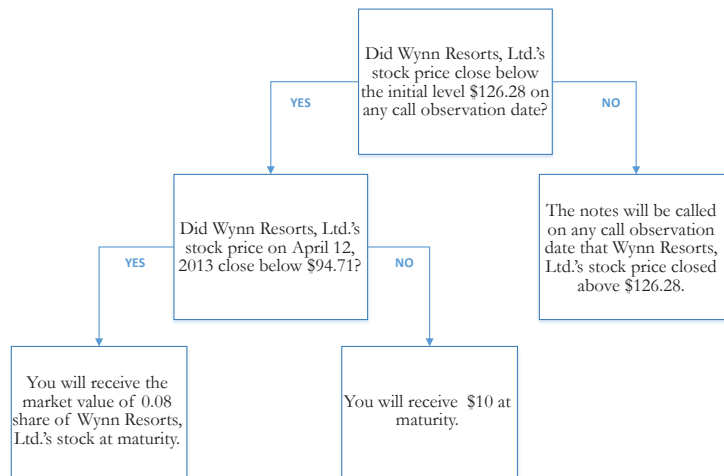 Did Wynn Resorts, Ltd.'s
stock price close below
the initial level $126.28 on
any call observation date?
YES
NO
Did Wynn Resorts, Ltd.'s
stock price on April 12,
2013 close below $94.71?
The notes will be called
on any call observation
date that Wynn Resorts,
Ltd.'s stock price closed
above $126.28.
YES
NO
You will receive the
market value of 0.08
share of Wynn Resorts,
Ltd.'s stock at maturity.
You will receive $10 at
maturity.